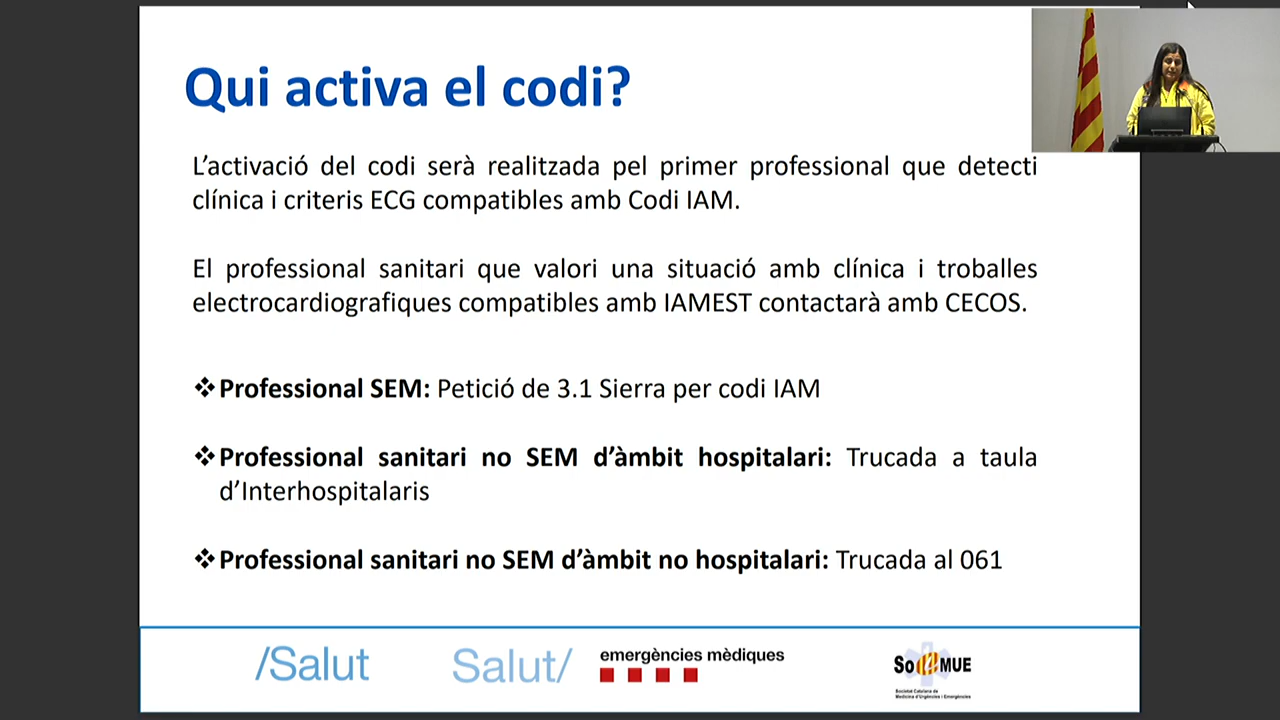 Qui activa el codi?
L'activació del codi serà realitzada pel primer professional que detecti
clínica i criteris ECG compatibles amb Codi IAM.
El professional sanitari que valori una situació amb clínica i troballes
electrocardiografiques compatibles amb IAMEST contactarà amb CECOS.
❖Professional SEM: Petició de 3.1 Sierra per codi IAM
❖Professional sanitari no SEM d'àmbit hospitalari: Trucada a taula
d'Interhospitalaris
❖Professional sanitari no SEM d'àmbit no hospitalari: Trucada al 061
/Salut
Salut/
emergències mèdiques
SoMUE
Societat Catalana de
Medicina d'Urgències i Emergències